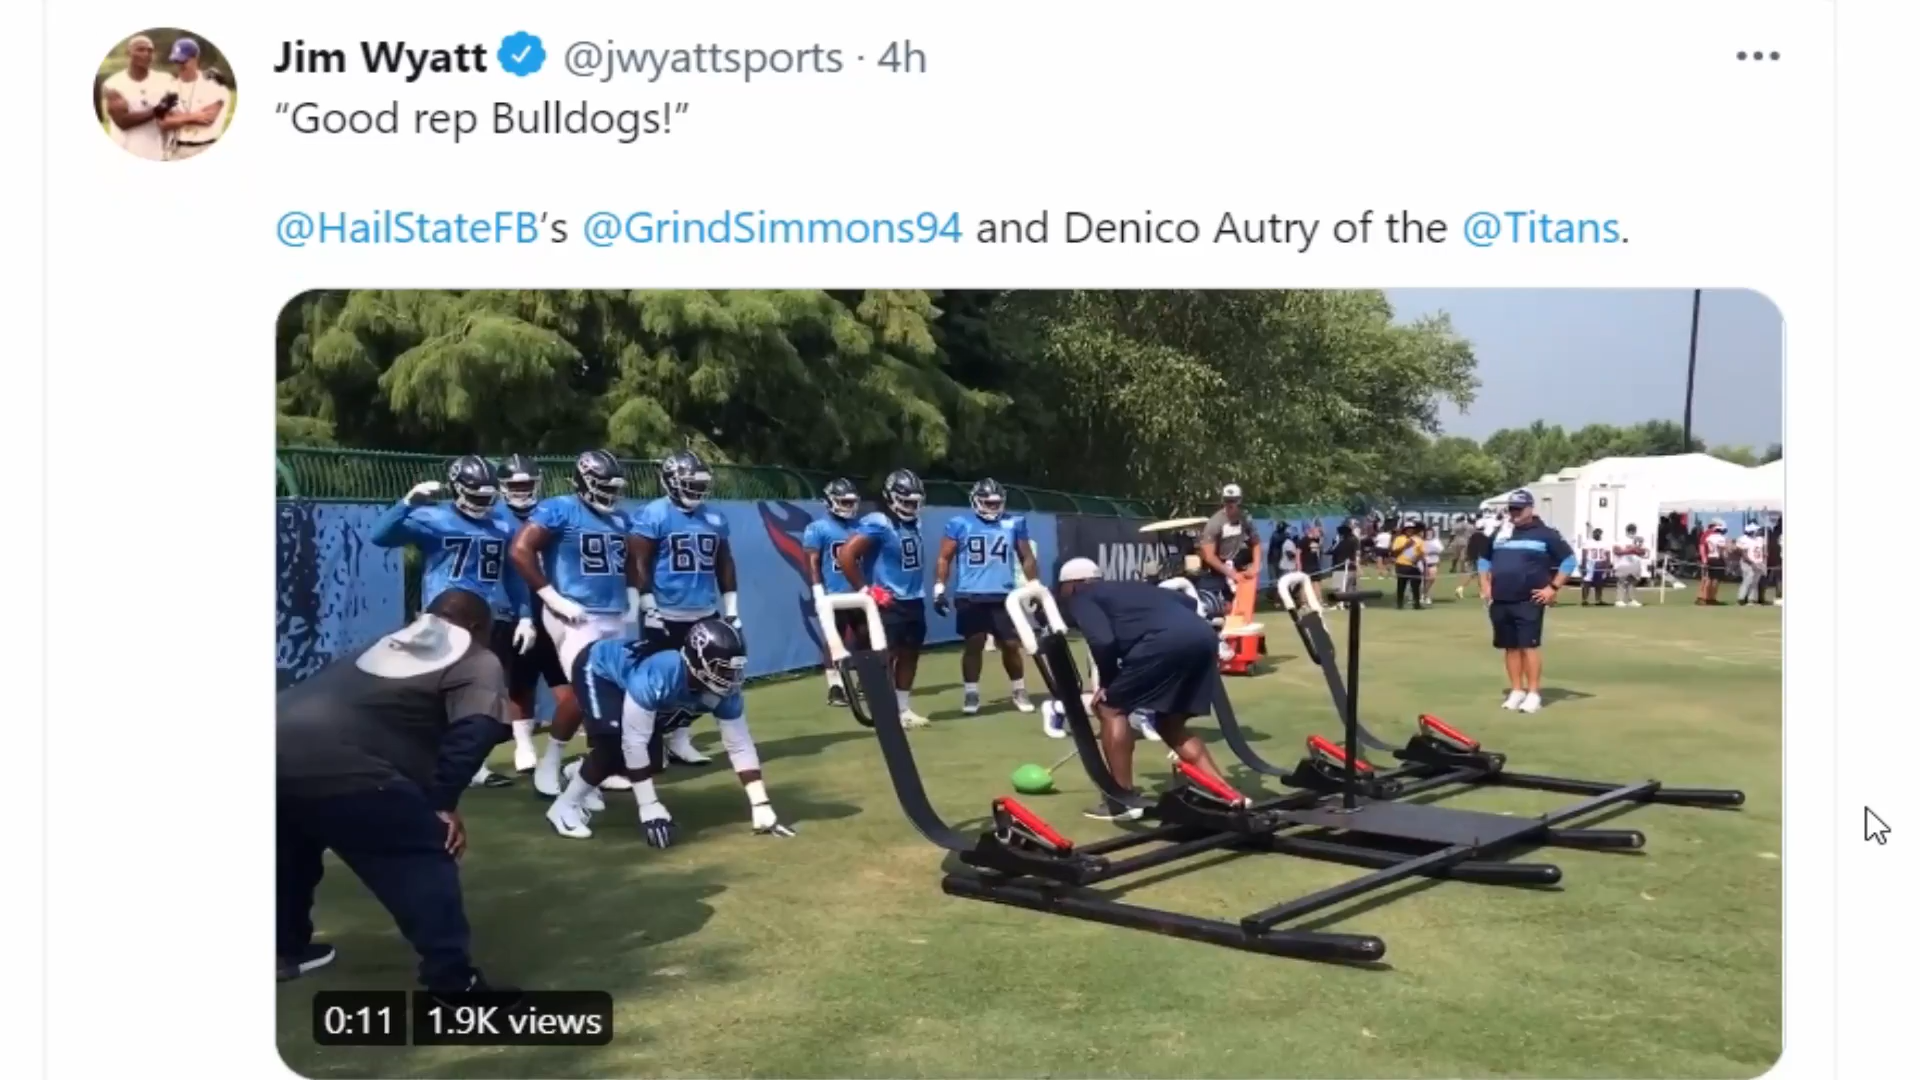 Jim Wyatt @jwyattsports · 4h
“Good rep Bulldogs!”
@HailStateFB’s @GrindSimmons94 and Denico Autry of the @Titans.
78
93
69
9
94
0:11 1.9K views